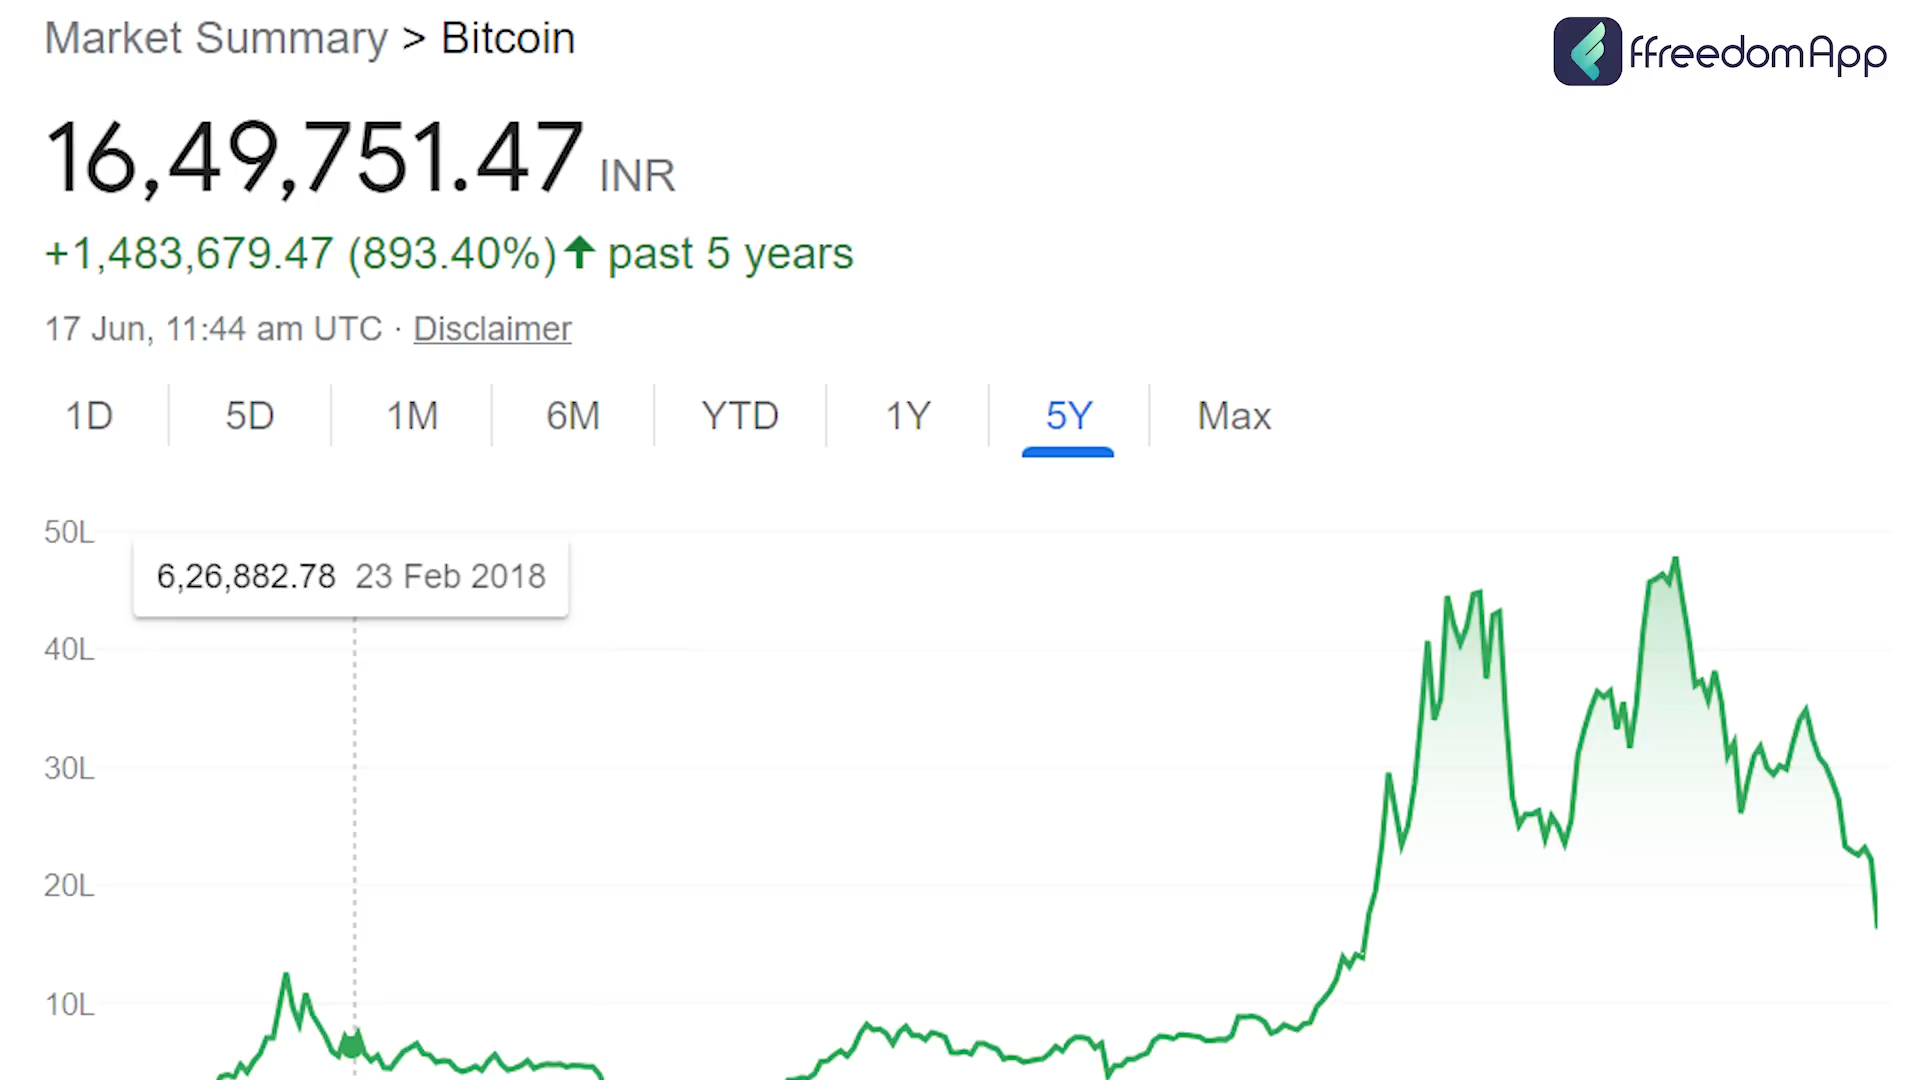 Market Summary > Bitcoin
ffreedomApp
16,49,751.47 INR
+1,483,679.47 (893.40%) ↑ past 5 years
17 Jun, 11:44 am UTC · Disclaimer
1D 5D 1M 6M YTD 1Y 5Y Max
50L
6,26,882.78 23 Feb 2018
40L
30L
20L
10L